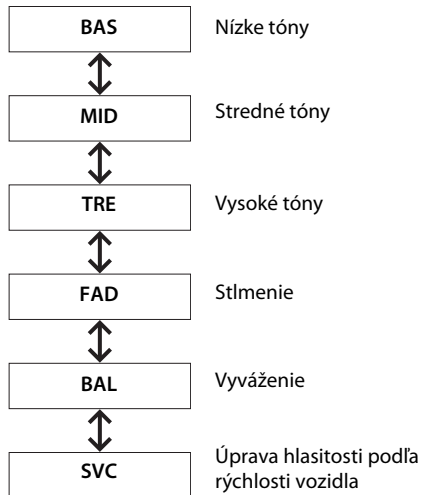 BAS Nízke tóny
MID Stredné tóny
TRE Vysoké tóny
FAD Stlmenie
BAL Vyváženie
SVC Úprava hlasitosti podľa
rýchlosti vozidla